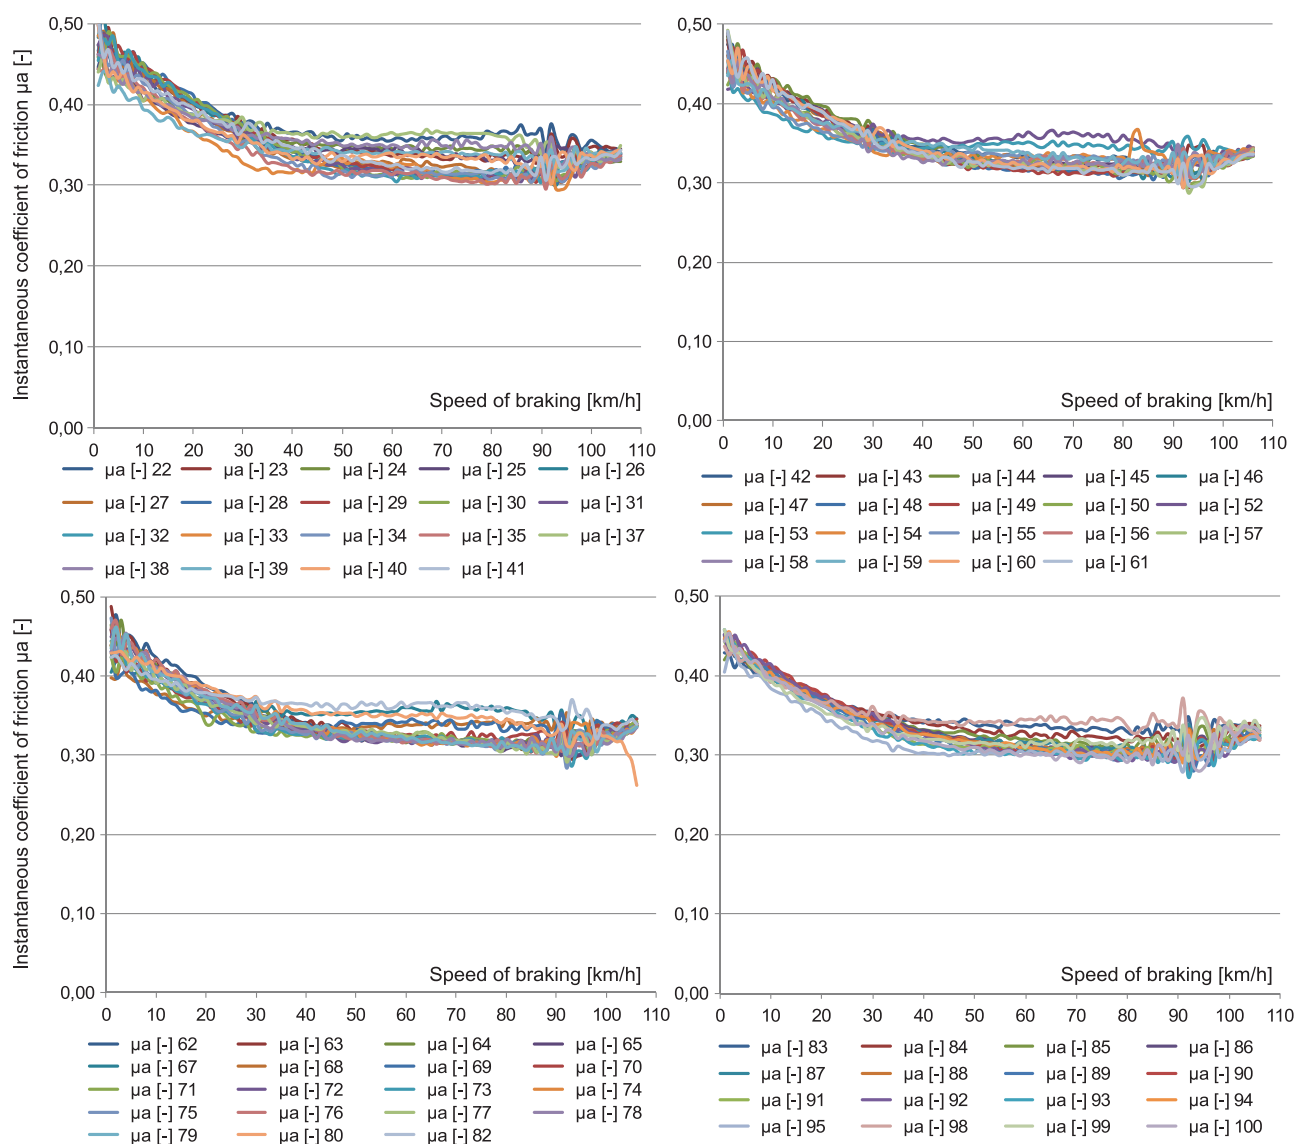 Instantaneous coefficient of friction µa [-]
0,50
0,40
0,30
0,20
0,10
0,00
Speed of braking [km/h]
0 10 20 30 40 50 60 70 80 90 100 110
µa [-] 22 µa [-] 23 µa [-] 24 µa [-] 25 µa [-] 26
µa [-] 27 µa [-] 28 µa [-] 29 µa [-] 30 µa [-] 31
µa [-] 32 µa [-] 33 µa [-] 34 µa [-] 35 µa [-] 37
µa [-] 38 µa [-] 39 µa [-] 40 µa [-] 41
0,50
0,40
0,30
0,20
0,10
0,00
Speed of braking [km/h]
0 10 20 30 40 50 60 70 80 90 100 110
µa [-] 42 µa [-] 43 µa [-] 44 µa [-] 45 µa [-] 46
µa [-] 47 µa [-] 48 µa [-] 49 µa [-] 50 µa [-] 52
µa [-] 53 µa [-] 54 µa [-] 55 µa [-] 56 µa [-] 57
µa [-] 58 µa [-] 59 µa [-] 60 µa [-] 61
Instantaneous coefficient of friction µa [-]
0,50
0,40
0,30
0,20
0,10
0,00
Speed of braking [km/h]
0 10 20 30 40 50 60 70 80 90 100 110
µa [-] 62 µa [-] 63 µa [-] 64 µa [-] 65
µa [-] 67 µa [-] 68 µa [-] 69 µa [-] 70
µa [-] 71 µa [-] 72 µa [-] 73 µa [-] 74
µa [-] 75 µa [-] 76 µa [-] 77 µa [-] 78
µa [-] 79 µa [-] 80 µa [-] 82
0,50
0,40
0,30
0,20
0,10
0,00
Speed of braking [km/h]
0 10 20 30 40 50 60 70 80 90 100 110
µa [-] 83 µa [-] 84 µa [-] 85 µa [-] 86
µa [-] 87 µa [-] 88 µa [-] 89 µa [-] 90
µa [-] 91 µa [-] 92 µa [-] 93 µa [-] 94
µa [-] 95 µa [-] 98 µa [-] 99 µa [-] 100